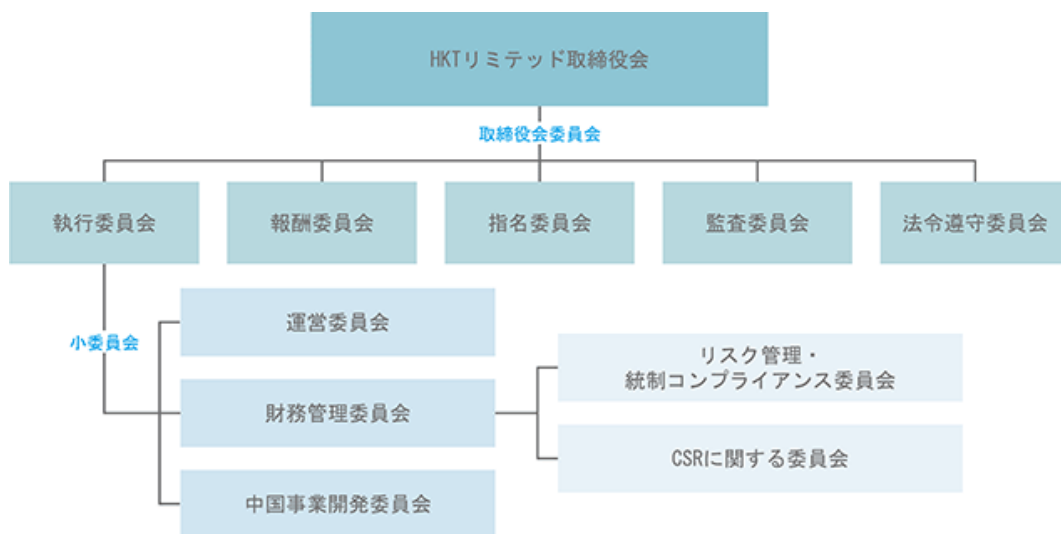 HKTリミテッド取締役会
取締役会委員会
執行委員会
報酬委員会
指名委員会
監査委員会
法令遵守委員会
小委員会
運営委員会
財務管理委員会
中国事業開発委員会
リスク管理・
統制コンプライアンス委員会
CSRに関する委員会